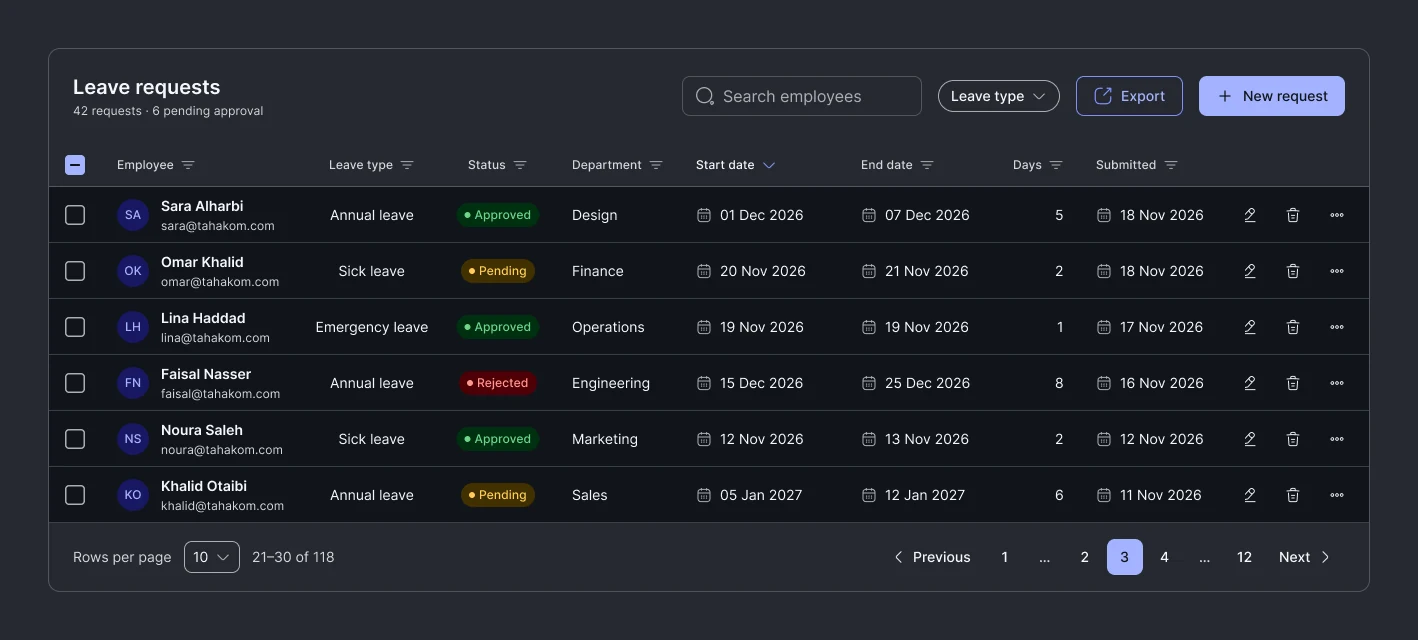 Leave requests
42 requests · 6 pending approval
Search employees
Leave type
Export
New request
Employee Leave type Status Department Start date End date Days Submitted
SA Sara Alharbi Annual leave Approved Design 01 Dec 2026 07 Dec 2026 5 18 Nov 2026
sara@tahakom.com
OK Omar Khalid Sick leave Pending Finance 20 Nov 2026 21 Nov 2026 2 18 Nov 2026
omar@tahakom.com
LH Lina Haddad Emergency leave Approved Operations 19 Nov 2026 19 Nov 2026 1 17 Nov 2026
lina@tahakom.com
FN Faisal Nasser Annual leave Rejected Engineering 15 Dec 2026 25 Dec 2026 8 16 Nov 2026
faisal@tahakom.com
NS Noura Saleh Sick leave Approved Marketing 12 Nov 2026 13 Nov 2026 2 12 Nov 2026
noura@tahakom.com
KO Khalid Otaibi Annual leave Pending Sales 05 Jan 2027 12 Jan 2027 6 11 Nov 2026
khalid@tahakom.com
Rows per page 10 21–30 of 118 Previous 1 ... 2 3 4 ... 12 Next